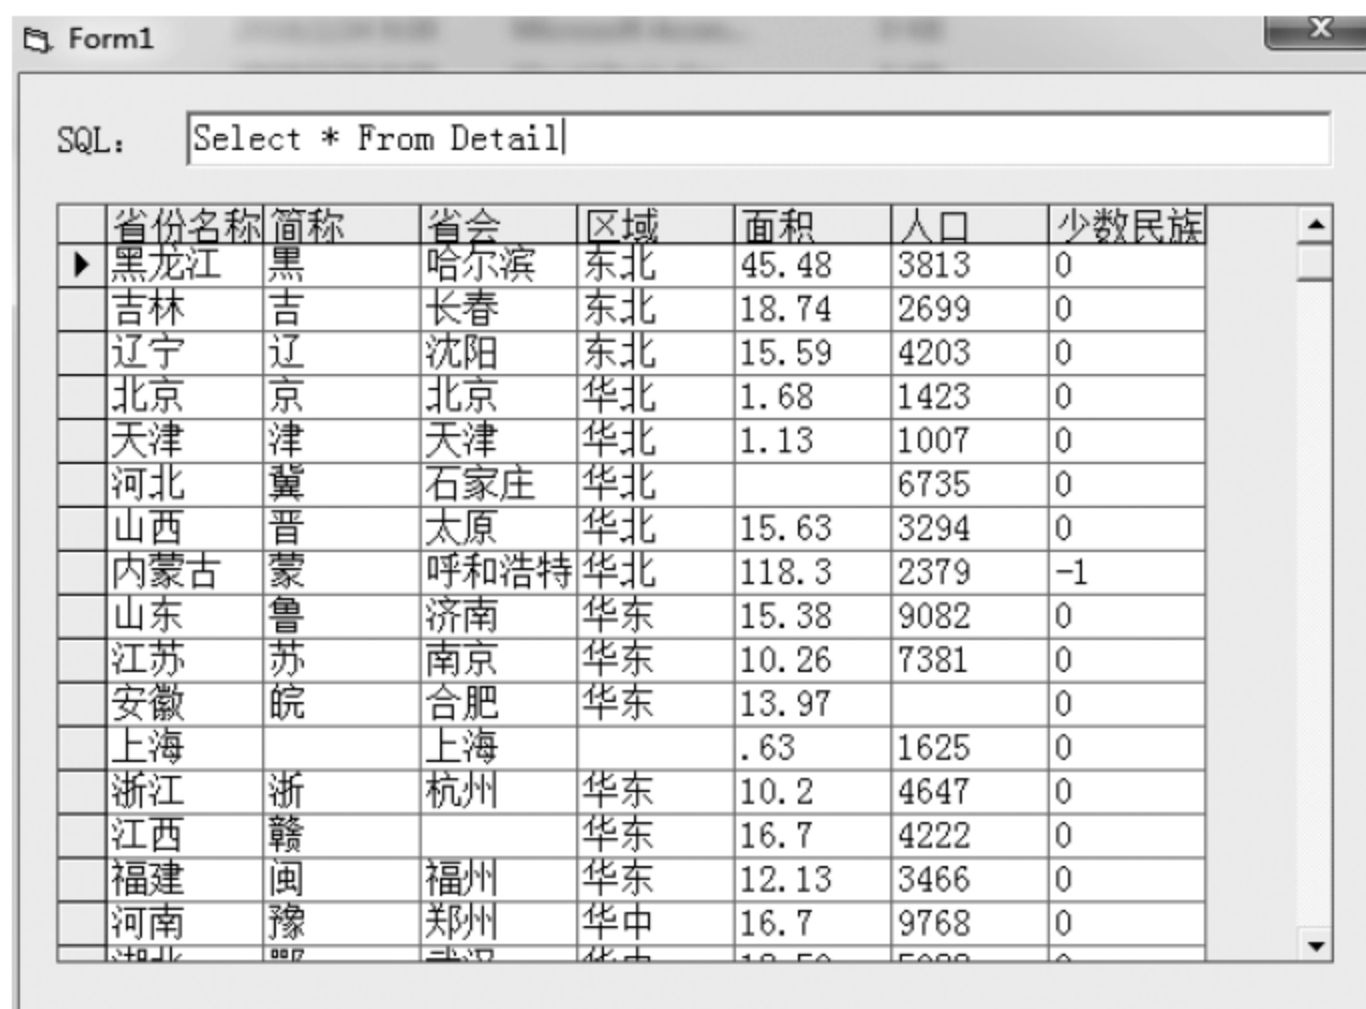 Form1
SQL: Select * From Detail
省份名称 简称 省会 区域 面积 人口 少数民族
黑龙江 黑 哈尔滨 东北 45.48 3813 0
吉林 吉 长春 东北 18.74 2699 0
辽宁 辽 沈阳 东北 15.59 4203 0
北京 京 北京 华北 1.68 1423 0
天津 津 天津 华北 1.13 1007 0
河北 冀 石家庄 华北 6735 0
山西 晋 太原 华北 15.63 3294 0
内蒙古 蒙 呼和浩特 华北 118.3 2379 -1
山东 鲁 济南 华东 15.38 9082 0
江苏 苏 南京 华东 10.26 7381 0
安徽 皖 合肥 华东 13.97 0
上海 上海 .63 1625 0
浙江 浙 杭州 华东 10.2 4647 0
江西 赣 华东 16.7 4222 0
福建 闽 福州 华东 12.13 3466 0
河南 豫 郑州 华中 16.7 9768 0